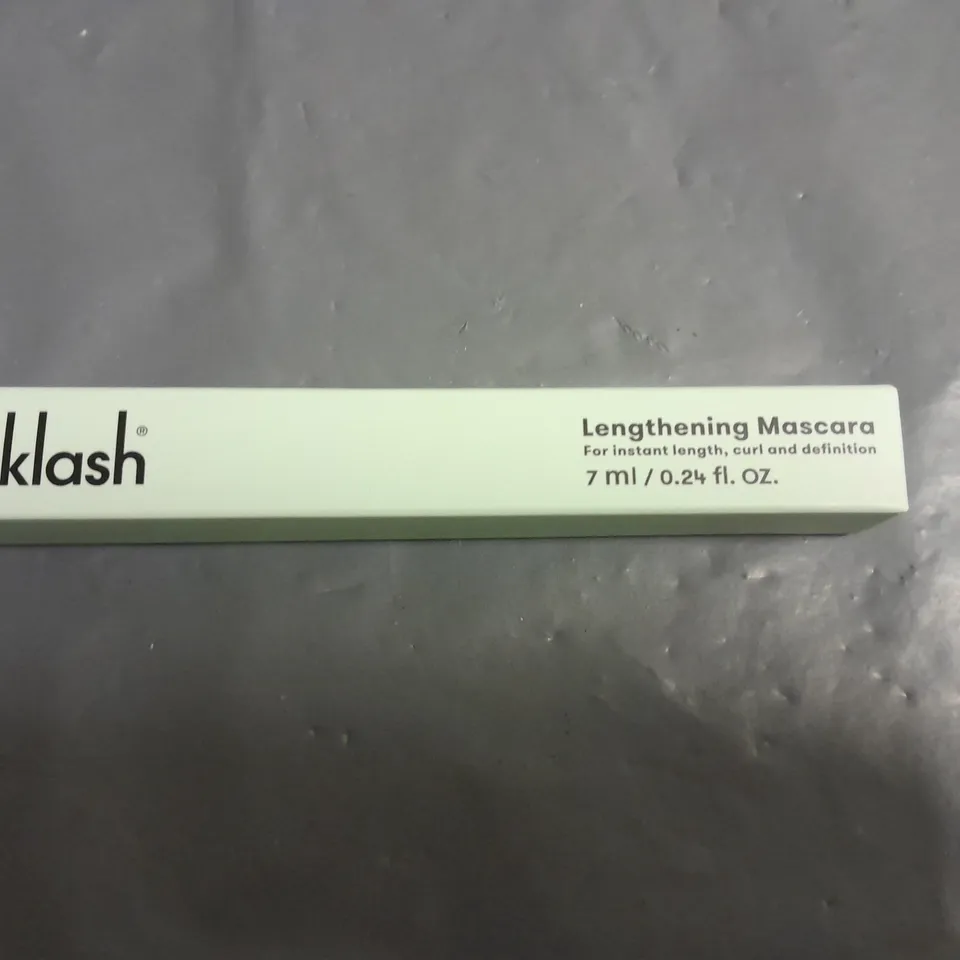 klash®
Lengthening Mascara
For instant length, curl and definition
7 ml / 0.24 fl. oz.